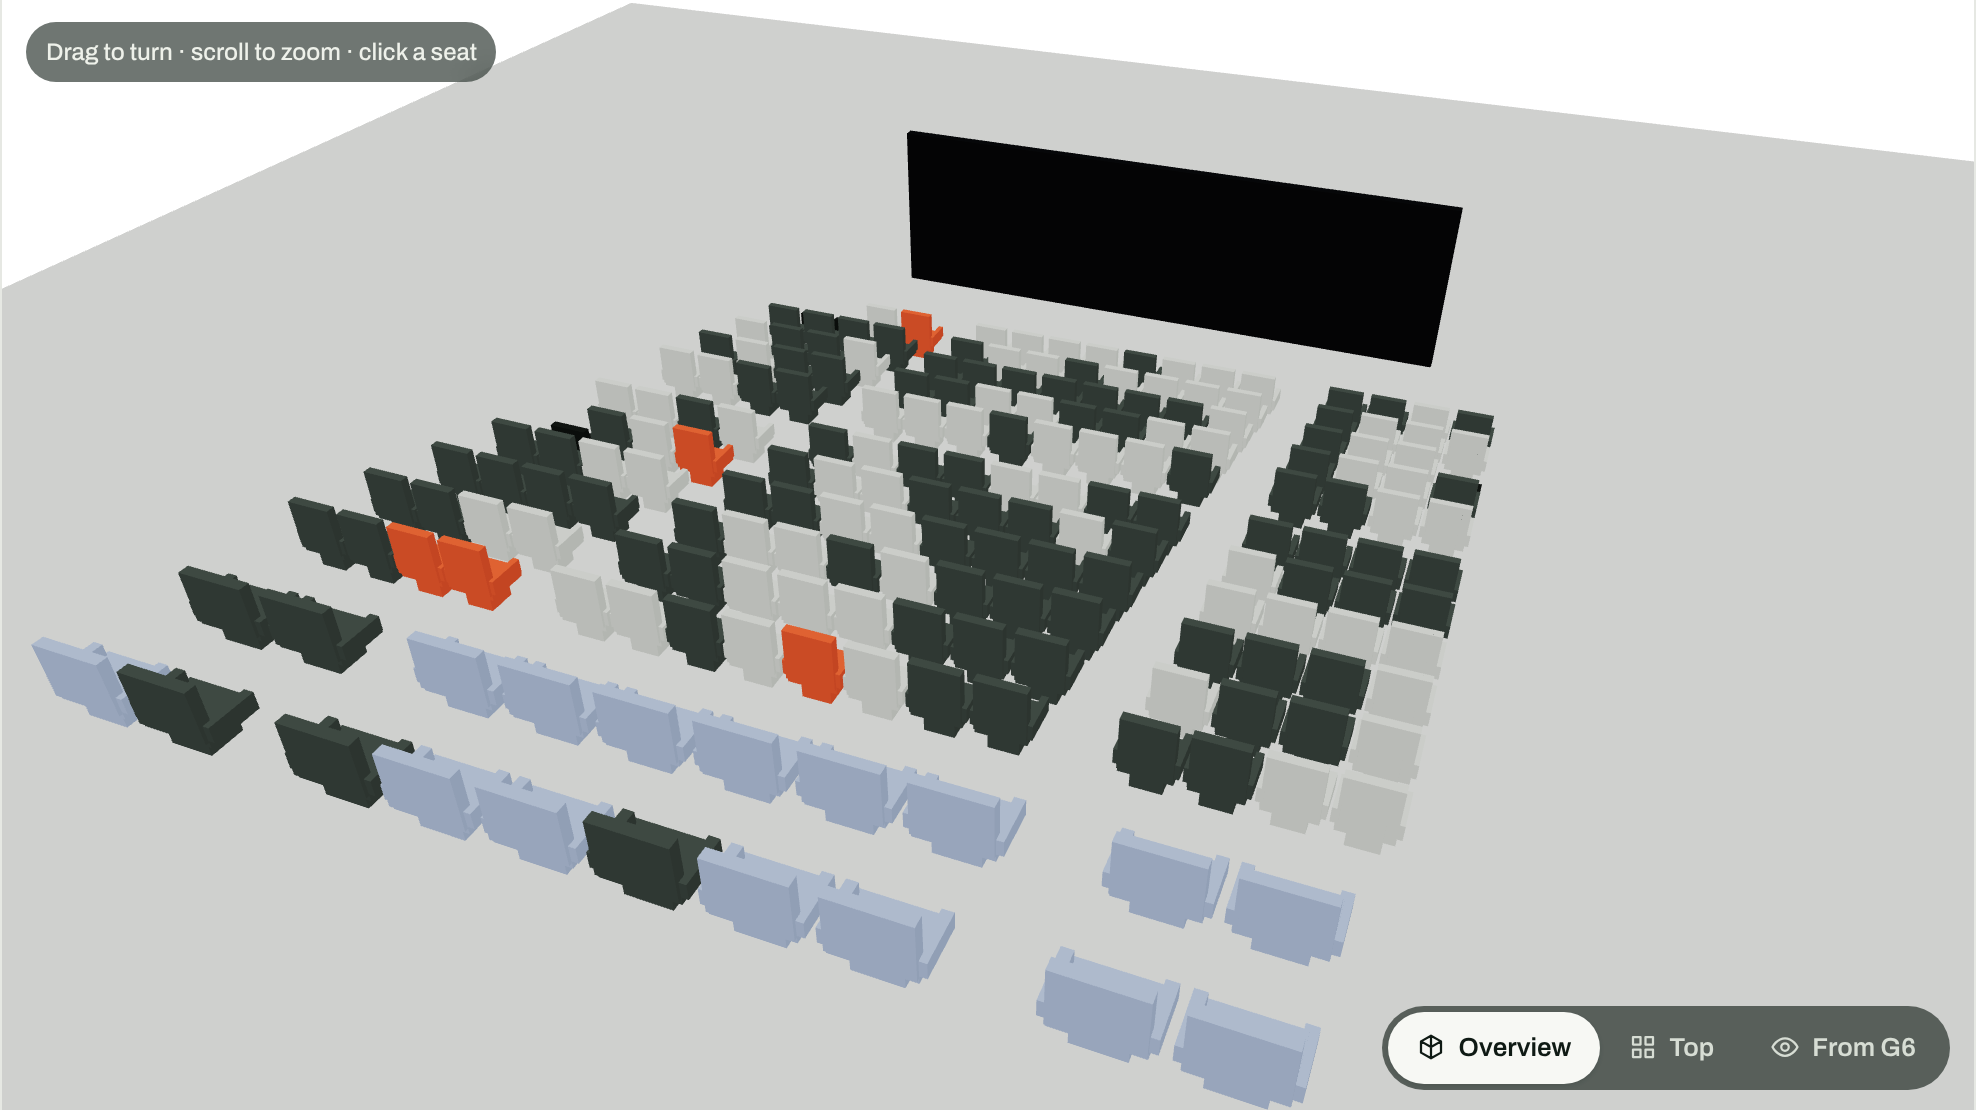 Drag to turn · scroll to zoom · click a seat
Overview
Top
From G6